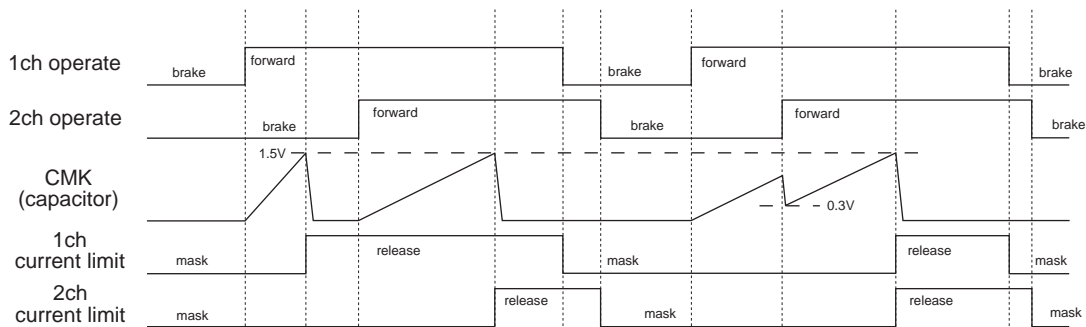 1ch operate
brake
forward
brake
forward
brake
2ch operate
brake
forward
brake
forward
brake
CMK
(capacitor)
1.5V
0.3V
1ch
current limit
mask
release
mask
release
mask
2ch
current limit
mask
release
mask
release
mask